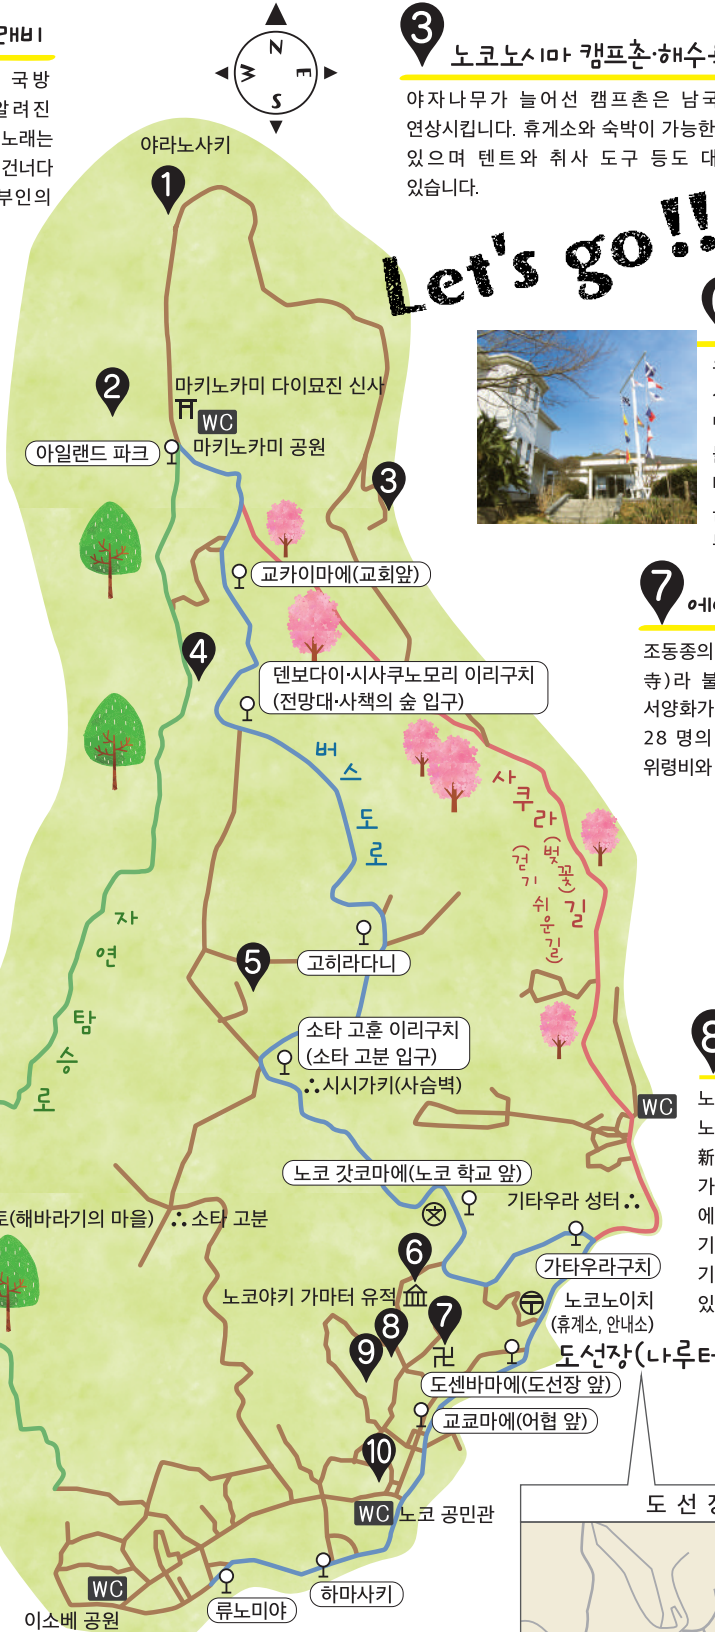 래비
국방
알려진
노래는
건너다
부인의
N
W
E
S
3
노코노시마 캠프촌·해수
야자나무가 늘어선 캠프촌은 남국
연상시킵니다. 휴게소와 숙박이 가능한
있으며 텐트와 취사 도구 등도 대
있습니다.
Let's go!!
야라노사키
1
2
마키노카미 다이묘진 신사
WC
마키노카미 공원
아일랜드 파크
3
교카이마에(교회앞)
4
덴보다이·시사쿠노모리 이리구치
(전망대·사책의 숲 입구)
버스 도로
사쿠라(벚꽃)길
(걷기 쉬운 길)
자연 탐승로
5
고히라다니
소타 고훈 이리구치
(소타 고분 입구)
시시가키(사슴벽)
WC
노코 갓코마에(노코 학교 앞)
文
기타우라 성터
(해바라기의 마을)
소타 고분
가타우라구치
6
노코야키 가마터 유적
7
8
9
노코노이치
(휴게소, 안내소)
도선장(나루터
도센바마에(도선장 앞)
교쿄마에(어협 앞)
10
WC 노코 공민관
하마사키
류노미야
WC
이소베 공원
7
조동종의
寺)라 불
서양화가
28 명의
위령비와
8
노
노
新
가
에
기
기
있
도 선